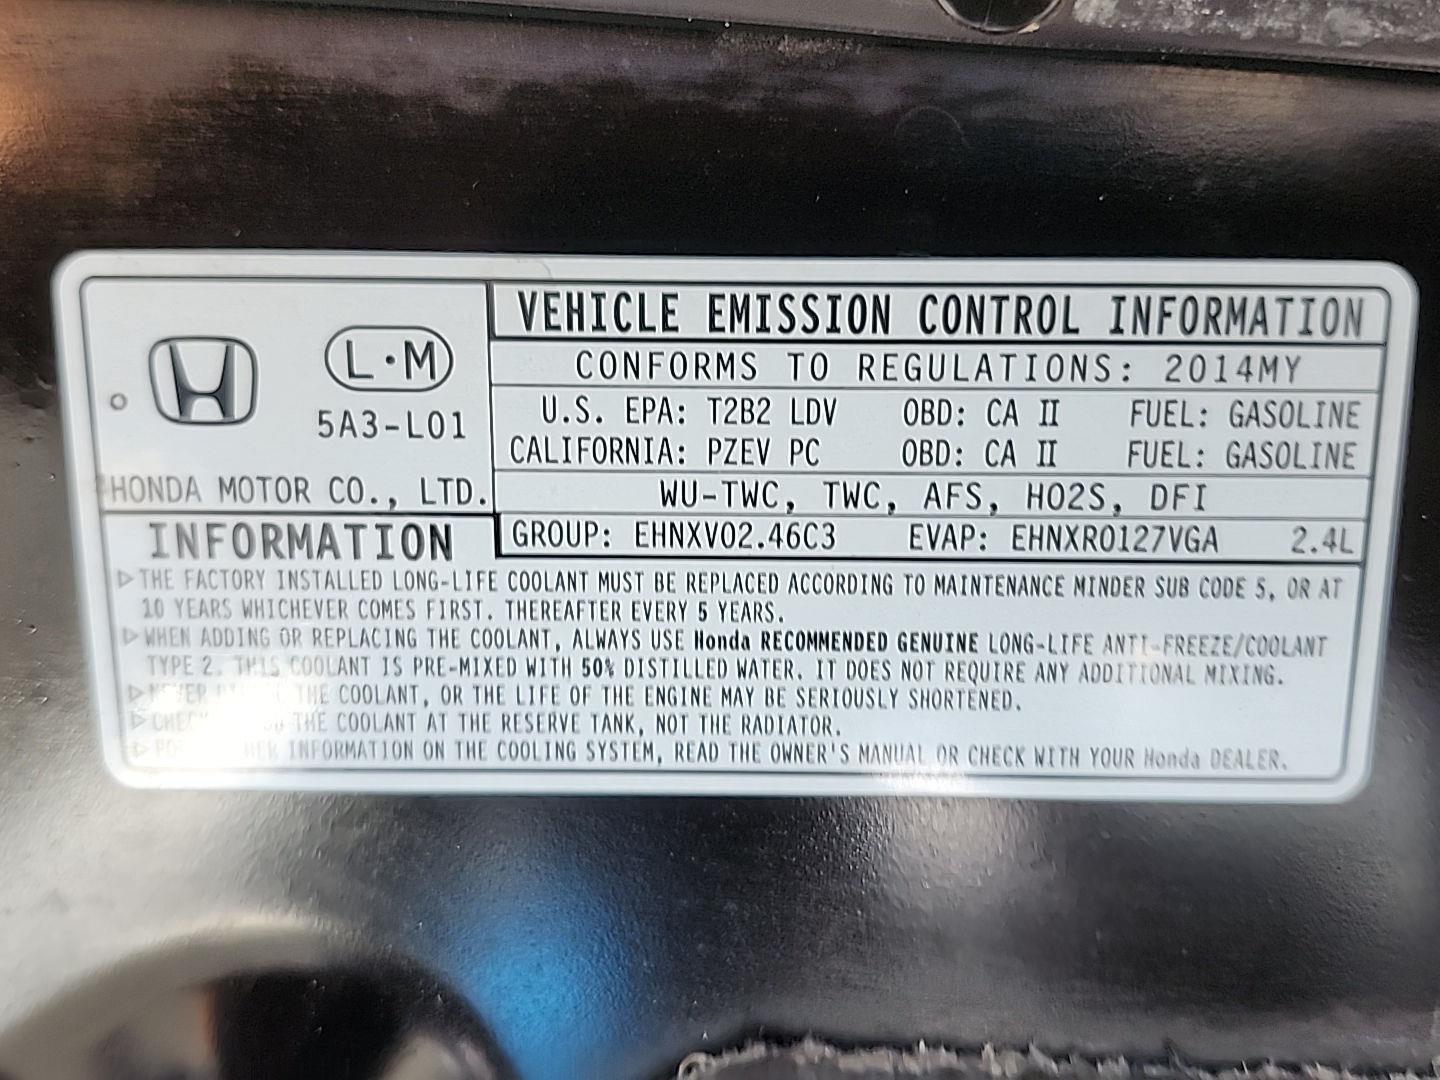 VEHICLE EMISSION CONTROL INFORMATION
CONFORMS TO REGULATIONS: 2014MY
L·M
5A3-L01
U.S. EPA: T2B2 LDV OBD: CA II FUEL: GASOLINE
CALIFORNIA: PZEV PC OBD: CA II FUEL: GASOLINE
HONDA MOTOR CO., LTD.
WU-TWC, TWC, AFS, HO2S, DFI
GROUP: EHNXV02.46C3 EVAP: EHNXR0127VGA 2.4L
INFORMATION
▷THE FACTORY INSTALLED LONG-LIFE COOLANT MUST BE REPLACED ACCORDING TO MAINTENANCE MINDER SUB CODE 5, OR AT
10 YEARS WHICHEVER COMES FIRST. THEREAFTER EVERY 5 YEARS.
▷WHEN ADDING OR REPLACING THE COOLANT, ALWAYS USE Honda RECOMMENDED GENUINE LONG-LIFE ANTI-FREEZE/COOLANT
TYPE 2. THIS COOLANT IS PRE-MIXED WITH 50% DISTILLED WATER. IT DOES NOT REQUIRE ANY ADDITIONAL MIXING.
▷NEVER THE COOLANT, OR THE LIFE OF THE ENGINE MAY BE SERIOUSLY SHORTENED.
▷THE COOLANT AT THE RESERVE TANK, NOT THE RADIATOR.
▷INFORMATION ON THE COOLING SYSTEM, READ THE OWNER'S MANUAL OR CHECK WITH YOUR Honda DEALER.